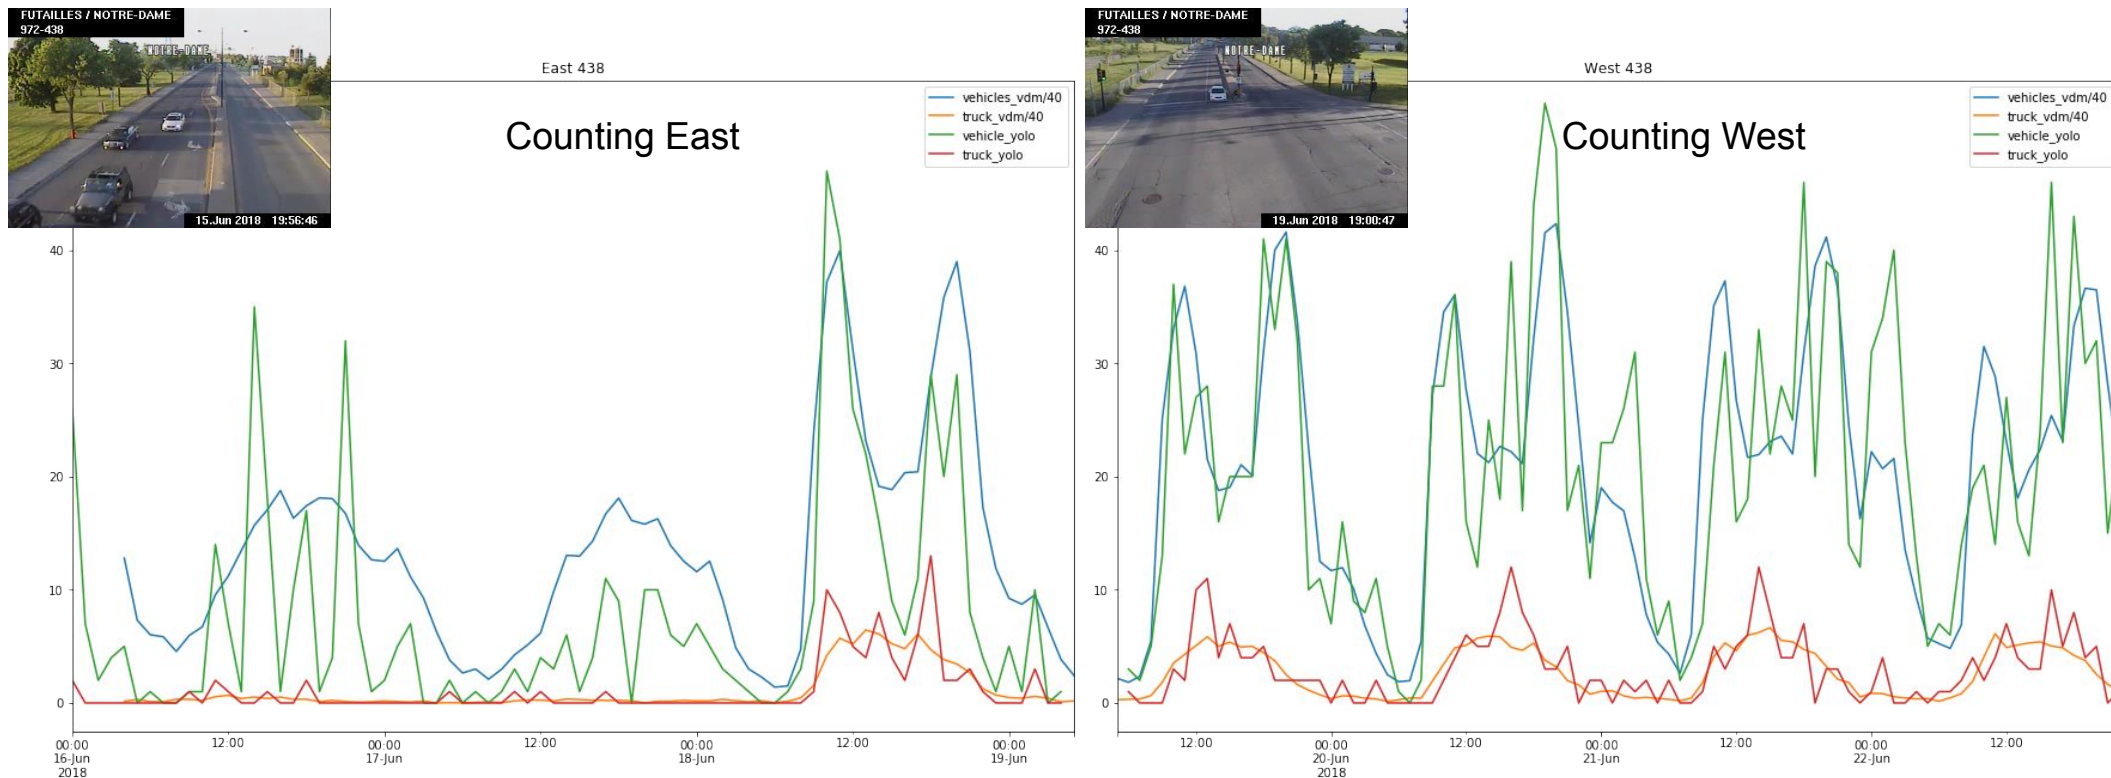 FUTAILLES / NOTRE-DAME
972-438
NOTRE-DAME
15.Jun 2018 19:56:46
East 438
Counting East
vehicles_vdm/40
truck_vdm/40
vehicle_yolo
truck_yolo
40
30
20
10
0
00:00
16-Jun
2018
12:00
00:00
17-Jun
12:00
00:00
18-Jun
12:00
00:00
19-Jun
FUTAILLES / NOTRE-DAME
972-438
NOTRE-DAME
19.Jun 2018 19:00:47
West 438
Counting West
vehicles_vdm/40
truck_vdm/40
vehicle_yolo
truck_yolo
40
30
20
10
0
12:00
00:00
20-Jun
2018
12:00
00:00
21-Jun
12:00
00:00
22-Jun
12:00